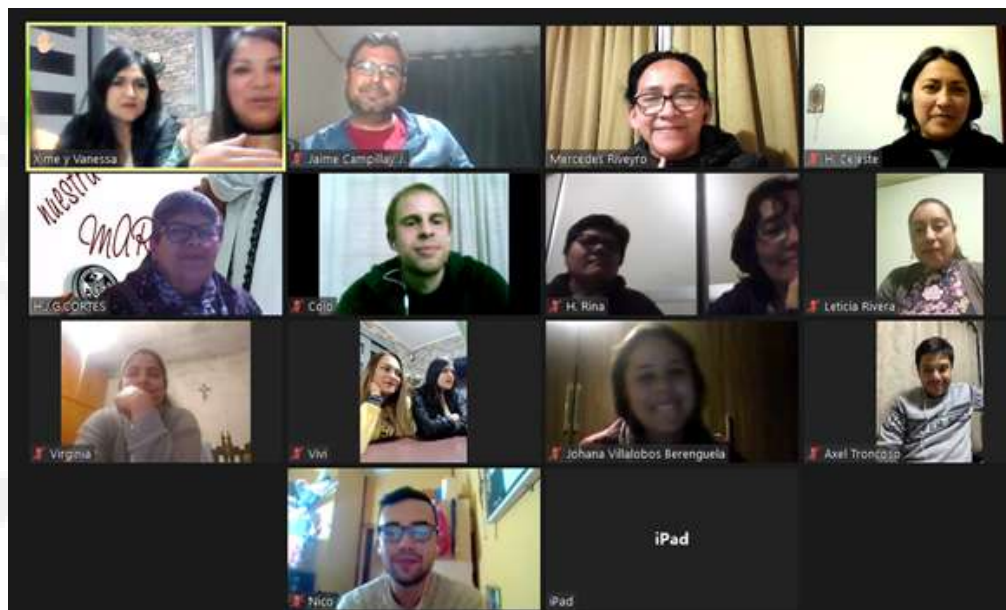 Xime y Vanessa
Jaime Campillay J.
Mercedes Riveyro
H. Celeste
nuestra
MAR
CORTES
Colo
H. Rina
Leticia Rivera
Virginia
Vivi
Johana Villalobos Berenguela
Axel Troncoso
Nico
iPad
iPad